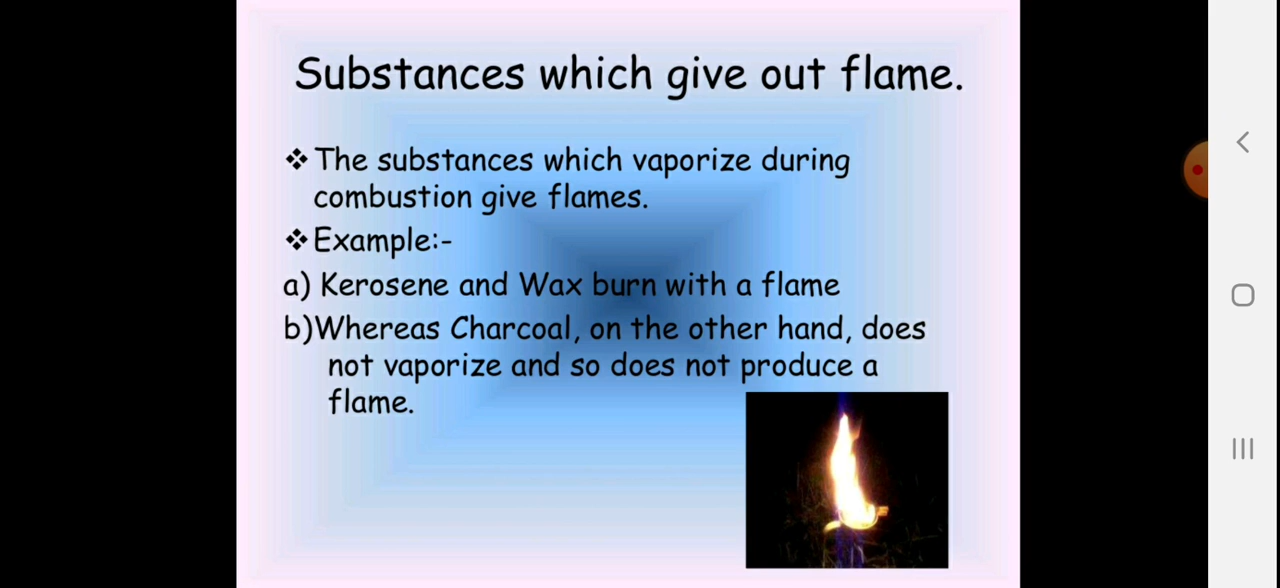 Substances which give out flame.
❖ The substances which vaporize during
combustion give flames.
❖ Example:-
a) Kerosene and Wax burn with a flame
b)Whereas Charcoal, on the other hand, does
not vaporize and so does not produce a
flame.